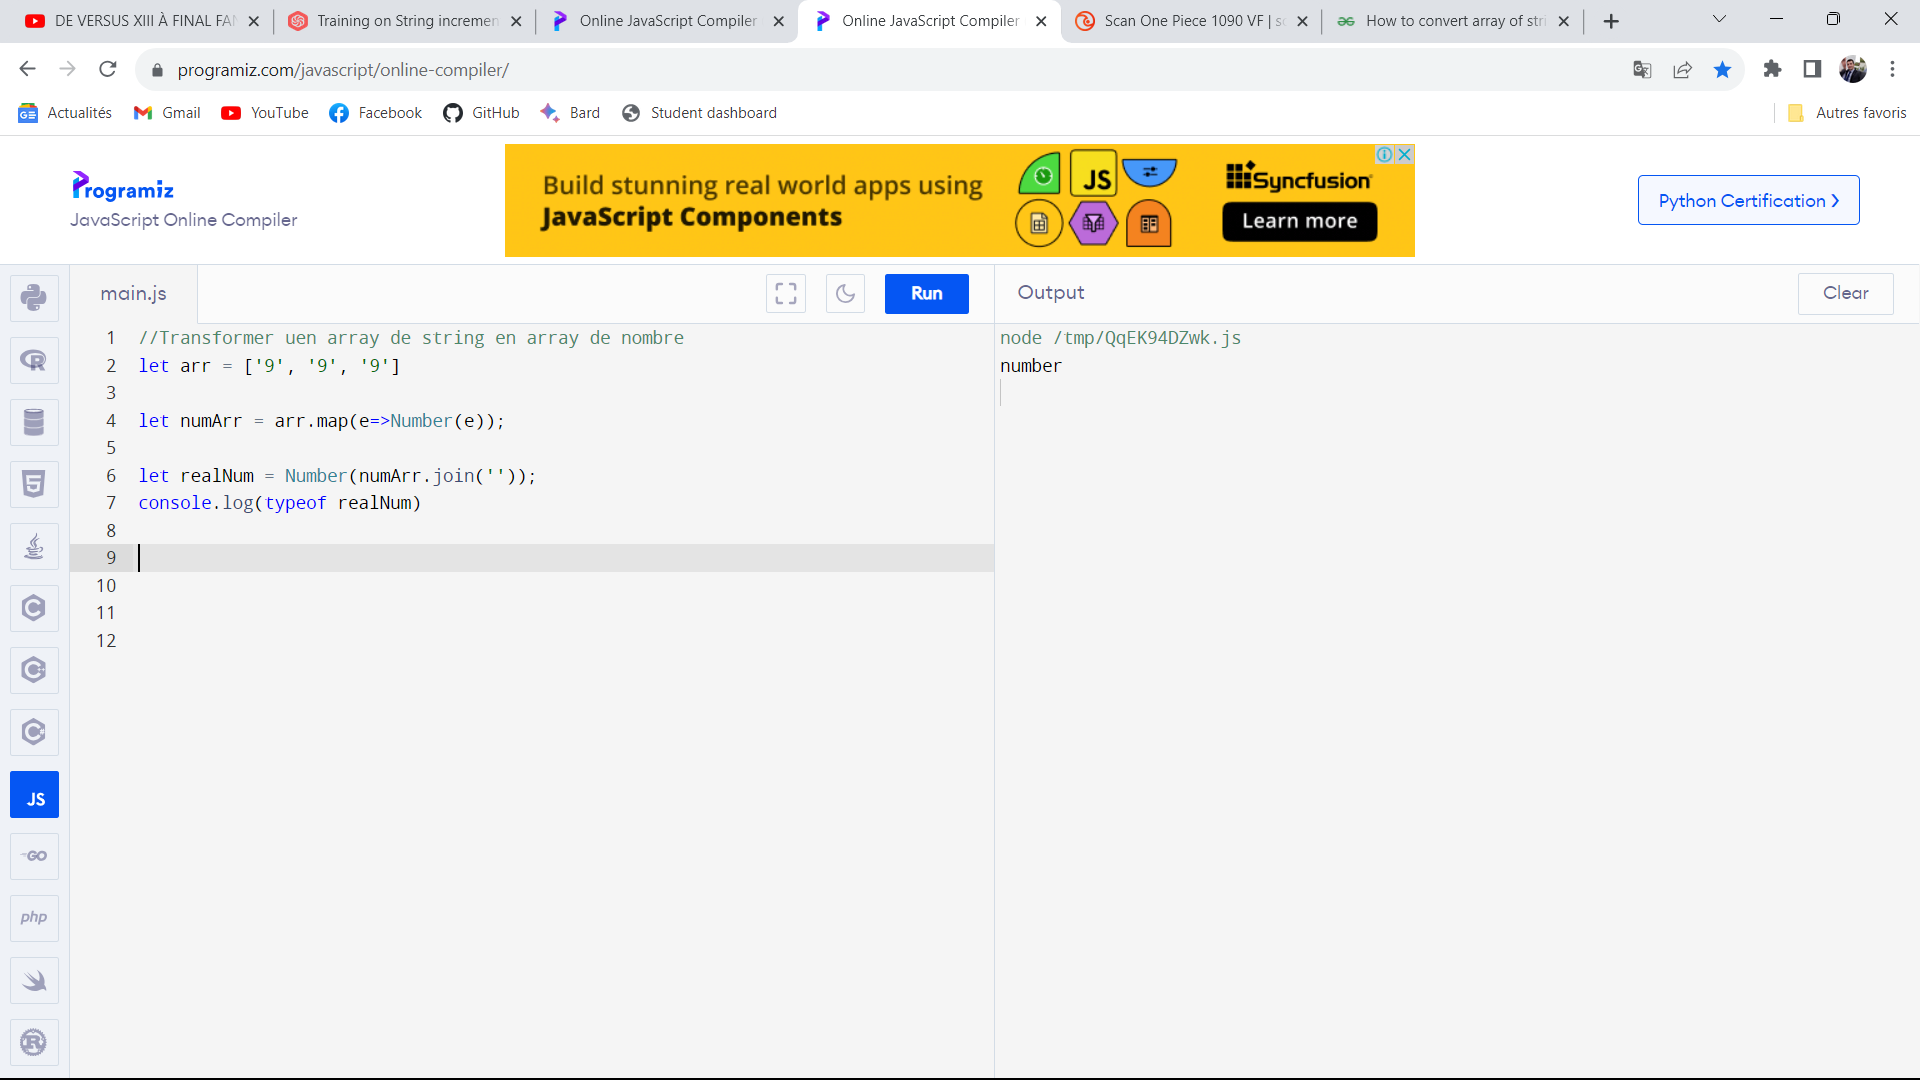 DE VERSUS XIII À FINAL FAN
Training on String incremen
Online JavaScript Compiler
Online JavaScript Compiler
Scan One Piece 1090 VF | sc
How to convert array of stri
programiz.com/javascript/online-compiler/
Actualités
Gmail
YouTube
Facebook
GitHub
Bard
Student dashboard
Autres favoris
Programiz
JavaScript Online Compiler
Build stunning real world apps using
JavaScript Components
JS
Syncfusion
Learn more
Python Certification >
main.js
Run
Output
Clear
1 //Transformer uen array de string en array de nombre
2 let arr = ['9', '9', '9']
3
4 let numArr = arr.map(e=>Number(e));
5
6 let realNum = Number(numArr.join(''));
7 console.log(typeof realNum)
8
9
10
11
12
node /tmp/QqEK94DZwk.js
number
R
5
C
C
C
JS
GO
php
R